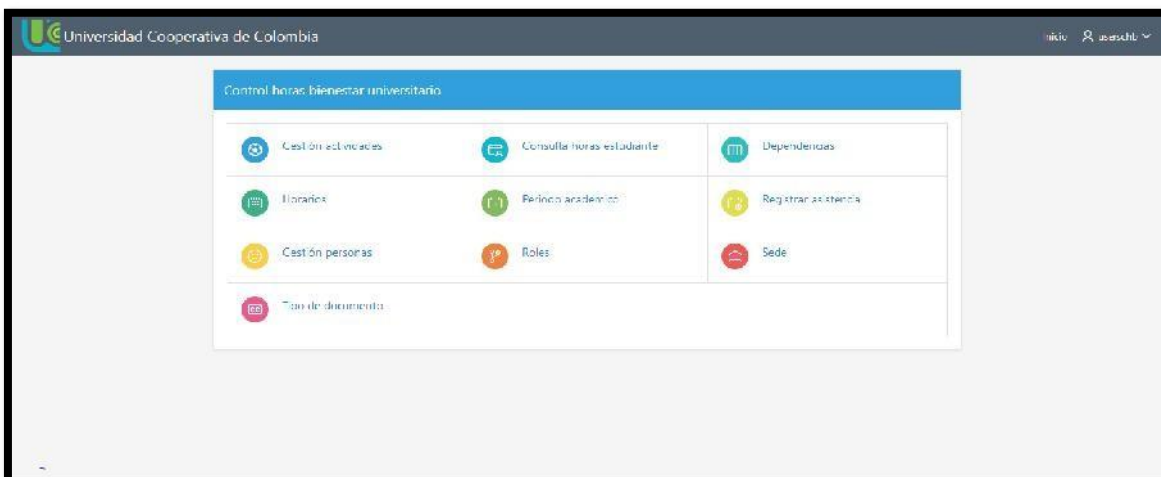 Universidad Cooperativa de Colombia
Inicio
Control horas bienestar universitario
Gestión actividades
Consulta horas estudiante
Dependencias
Horarios
Periodo academico
Registrar asistencia
Gestión personas
Roles
Sede
Tipo de documento